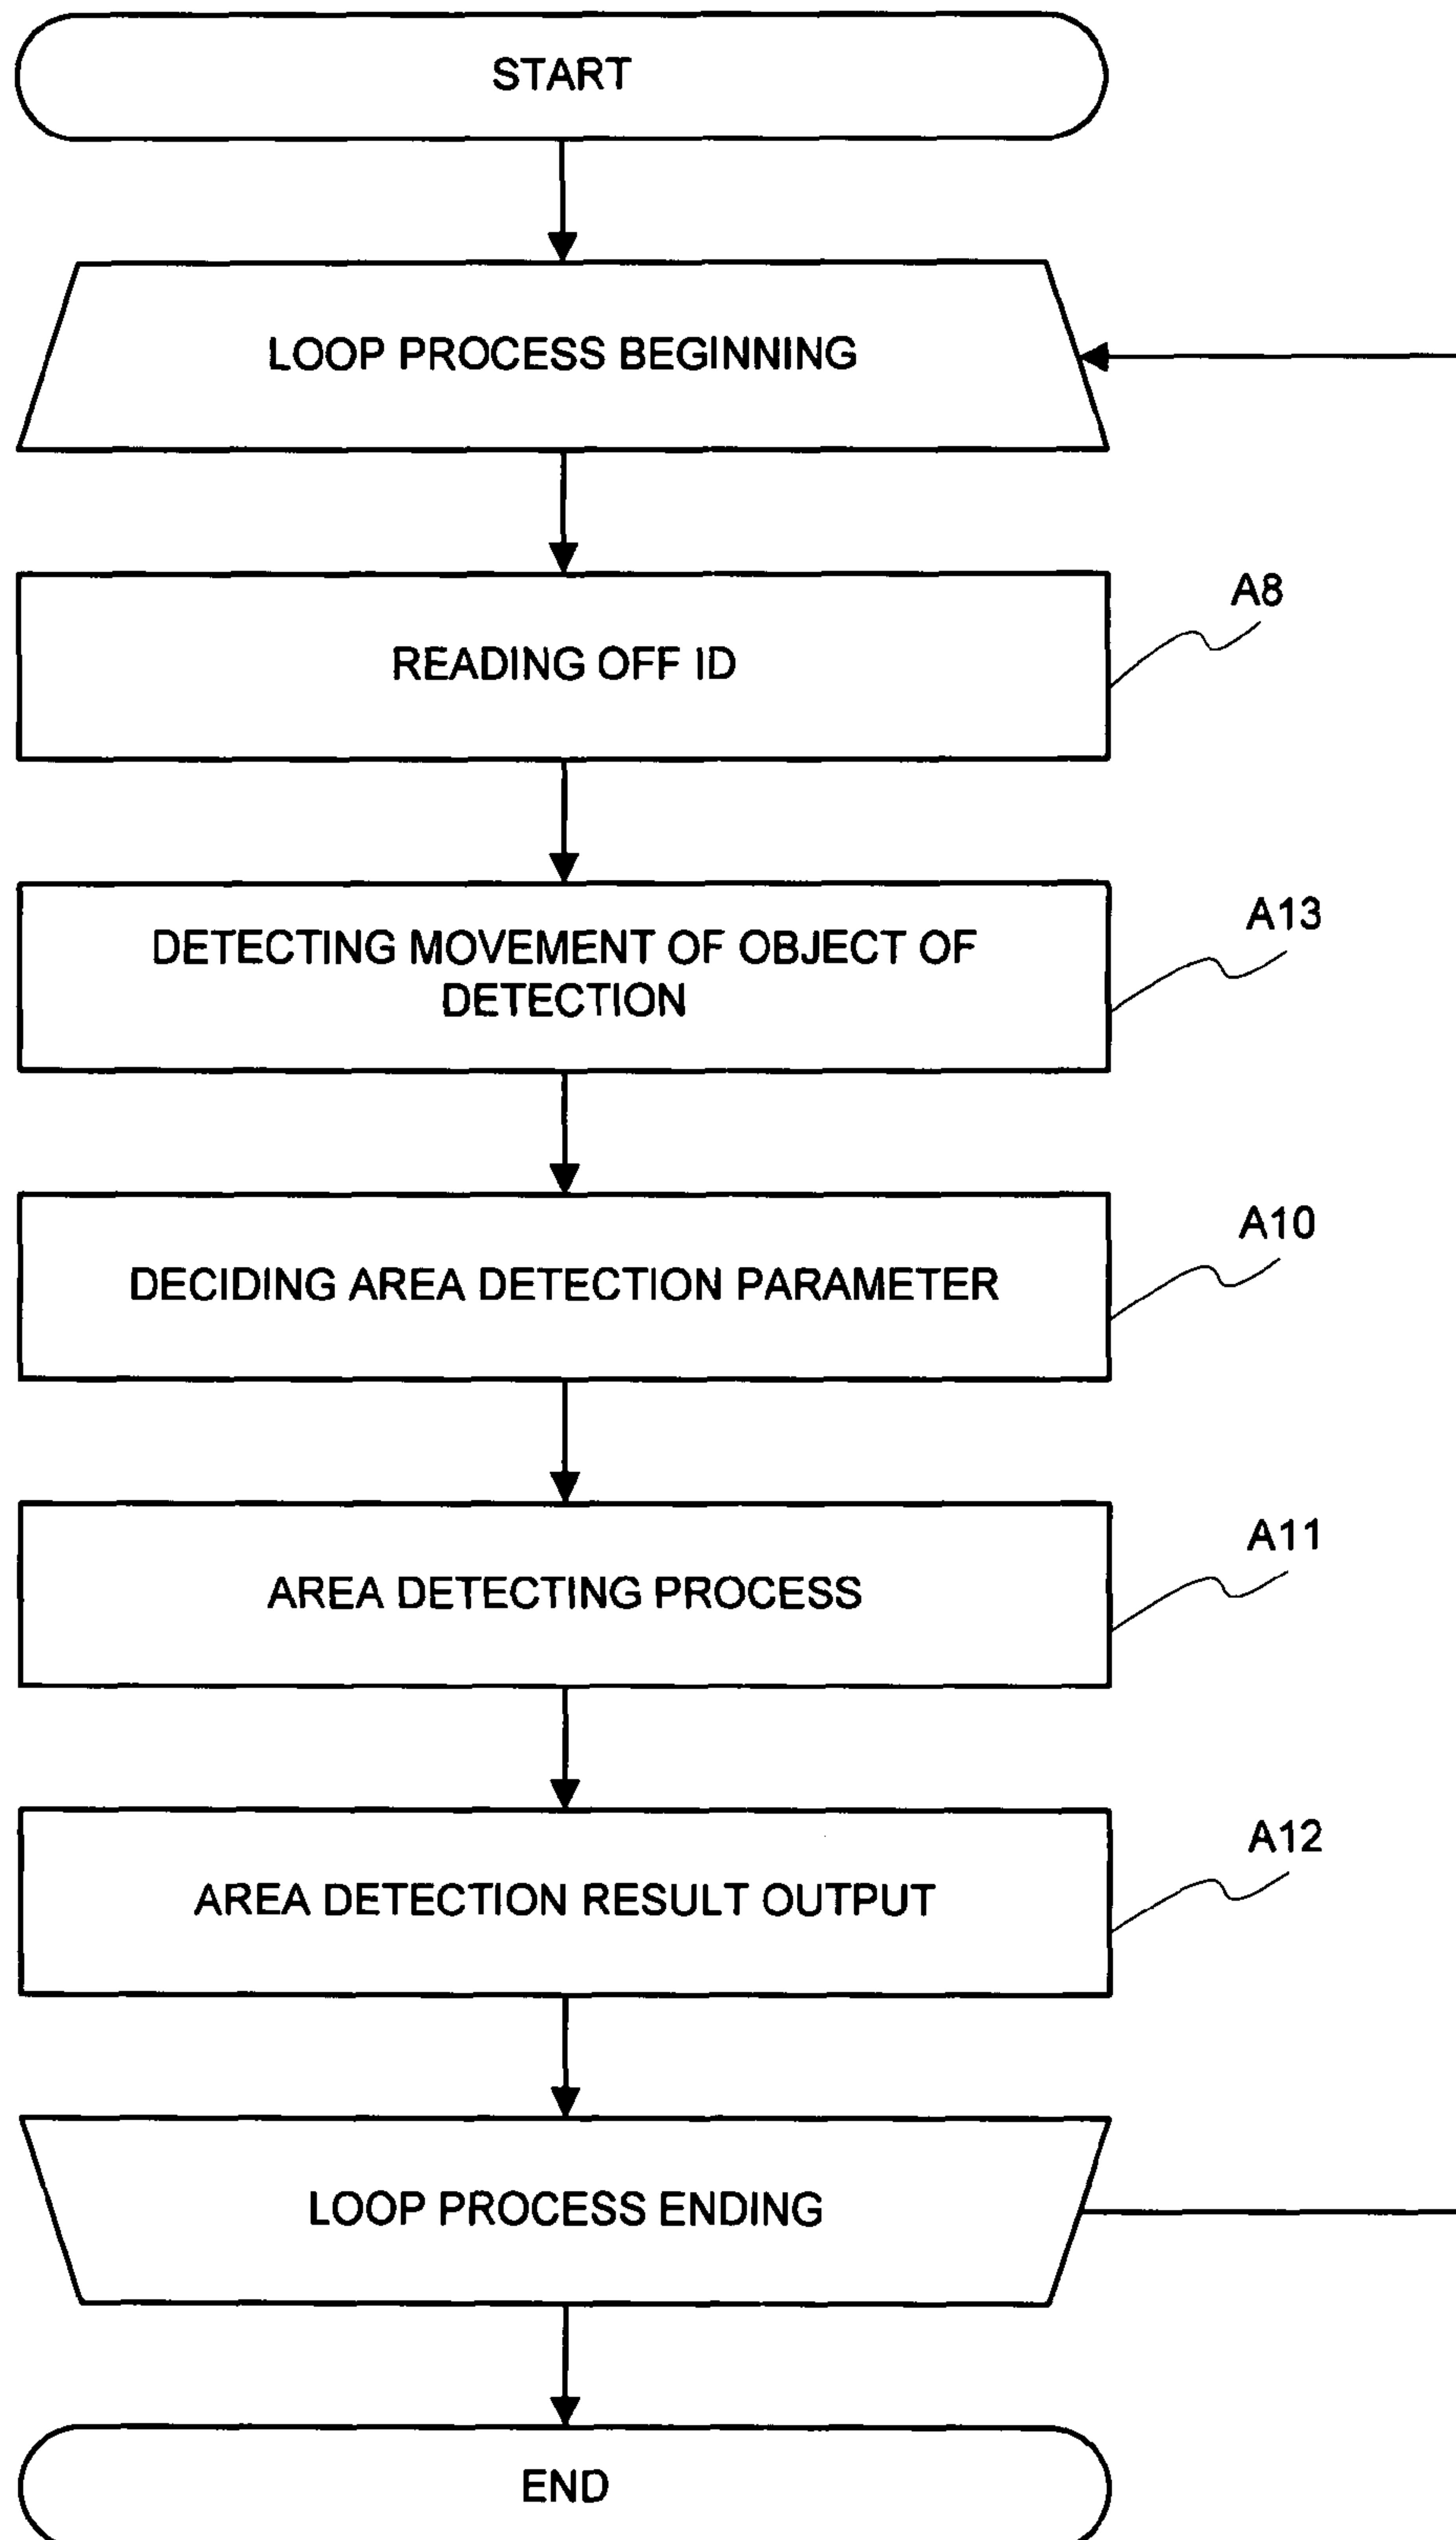 START
LOOP PROCESS BEGINNING
A8
READING OFF ID
A13
DETECTING MOVEMENT OF OBJECT OF
DETECTION
A10
DECIDING AREA DETECTION PARAMETER
A11
AREA DETECTING PROCESS
A12
AREA DETECTION RESULT OUTPUT
LOOP PROCESS ENDING
END